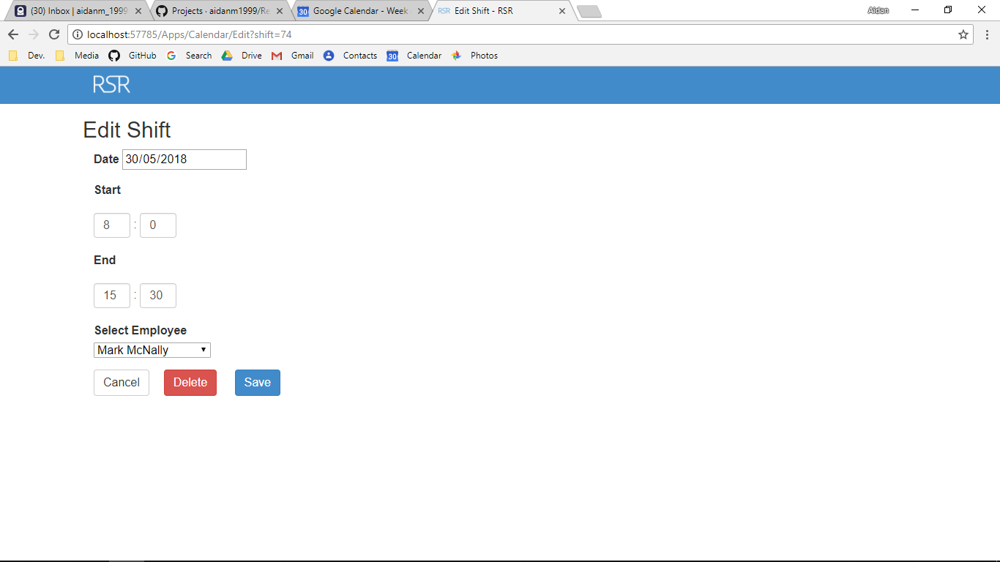 (30) Inbox | aidanm_1999 Projects · aidanm1999/Re 30 Google Calendar - Week RSR Edit Shift - RSR Aidan
localhost:57785/Apps/Calendar/Edit?shift=74
Dev. Media GitHub Search Drive Gmail Contacts 30 Calendar Photos
RSR
Edit Shift
Date 30/05/2018
Start
8 : 0
End
15 : 30
Select Employee
Mark McNally
Cancel Delete Save